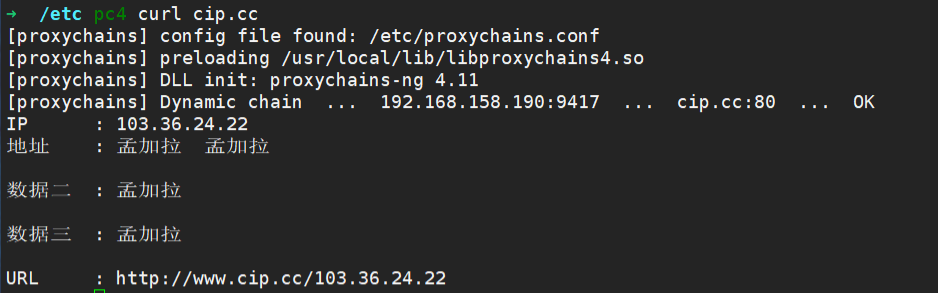 → /etc pc4 curl cip.cc
[proxychains] config file found: /etc/proxychains.conf
[proxychains] preloading /usr/local/lib/libproxychains4.so
[proxychains] DLL init: proxychains-ng 4.11
[proxychains] Dynamic chain ... 192.168.158.190:9417 ... cip.cc:80 ... OK
IP : 103.36.24.22
地址 : 孟加拉 孟加拉
数据二 : 孟加拉
数据三 : 孟加拉
URL : http://www.cip.cc/103.36.24.22